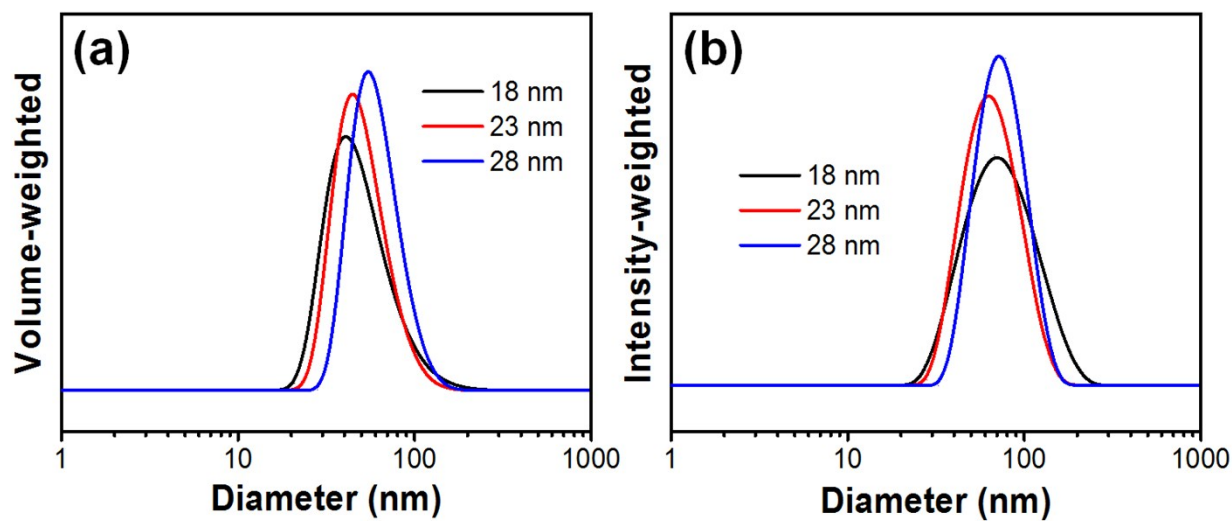 (a)
Volume-weighted
18 nm
23 nm
28 nm
1 10 100 1000
Diameter (nm)
(b)
Intensity-weighted
18 nm
23 nm
28 nm
1 10 100 1000
Diameter (nm)